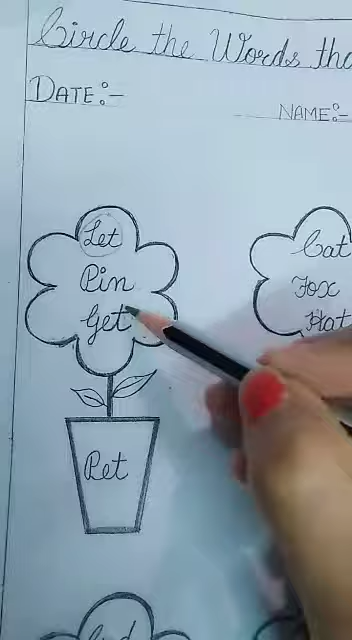 Circle the Words tha
DATE:-
NAME:-
Let
Pin
Get
Pet
Cat
Fox
Hat